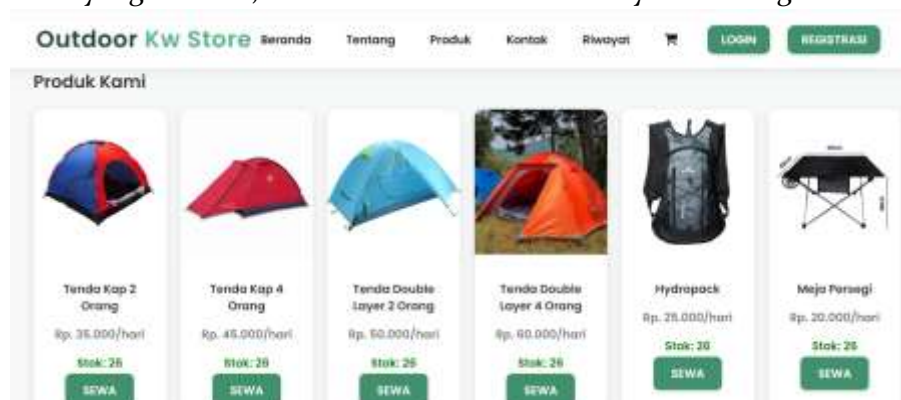 Outdoor Kw Store Beranda Tentang Produk Kontak Riwayat LOGIN REGISTRASI
Produk Kami
Tenda Kap 2
Orang
Rp. 35.000/hari
Stok: 26
SEWA
Tenda Kap 4
Orang
Rp. 45.000/hari
Stok: 26
SEWA
Tenda Double
Layer 2 Orang
Rp. 50.000/hari
Stok: 26
SEWA
Tenda Double
Layer 4 Orang
Rp. 60.000/hari
Stok: 26
SEWA
Hydropack
Rp. 25.000/hari
Stok: 26
SEWA
Meja Persegi
Rp. 20.000/hari
Stok: 26
SEWA